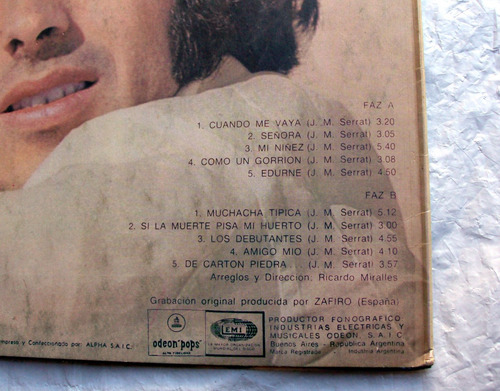 FAZ A
1. CUANDO ME VAYA (J. M. Serrat) 3.20
2. SEÑORA (J. M. Serrat) 3.05
3. MI NIÑEZ (J. M. Serrat) 5.40
4. COMO UN GORRION (J. M. Serrat) 3.08
5. EDURNE (J. M. Serrat) 4.50
FAZ B
1. MUCHACHA TIPICA (J. M. Serrat) 5.12
2. SI LA MUERTE PISA MI HUERTO (J. M. Serrat) 3.00
3. LOS DEBUTANTES (J. M. Serrat) 4.55
4. AMIGO MIO (J. M. Serrat) 4.10
5. DE CARTON PIEDRA . . (J. M. Serrat) 3.57
Arreglos y Dirección: Ricardo Miralles
Grabación original producida por ZAFIRO (España)
Impreso y Confeccionado por: ALPHA S.A.I.C.
odeon pops
EMI
LA MAYOR ORGANIZACION
PRODUCTOR FONOGRAFICO
INDUSTRIAS ELECTRICAS Y
MUSICALES ODEON S.A.I.C.
Buenos Aires - República Argentina
Marca Registrada Industria Argentina